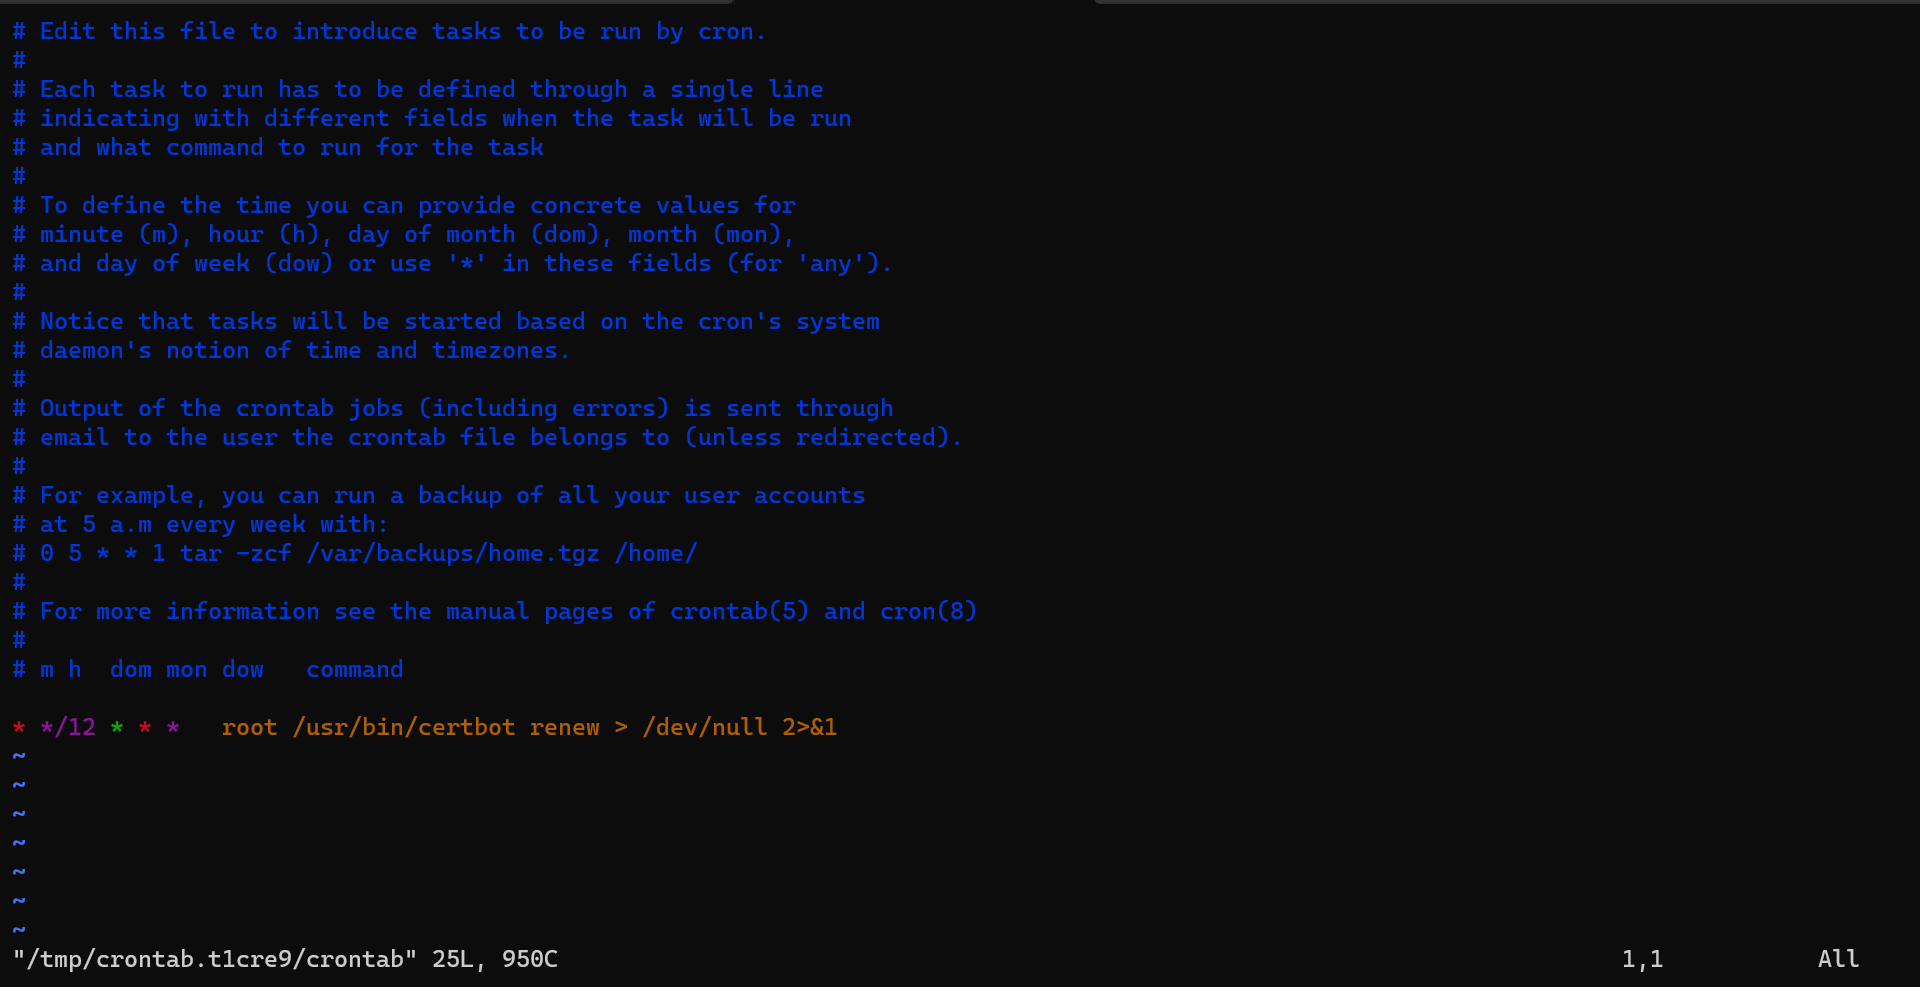 # Edit this file to introduce tasks to be run by cron.
#
# Each task to run has to be defined through a single line
# indicating with different fields when the task will be run
# and what command to run for the task
#
# To define the time you can provide concrete values for
# minute (m), hour (h), day of month (dom), month (mon),
# and day of week (dow) or use '*' in these fields (for 'any').
#
# Notice that tasks will be started based on the cron's system
# daemon's notion of time and timezones.
#
# Output of the crontab jobs (including errors) is sent through
# email to the user the crontab file belongs to (unless redirected).
#
# For example, you can run a backup of all your user accounts
# at 5 a.m every week with:
# 0 5 * * 1 tar -zcf /var/backups/home.tgz /home/
#
# For more information see the manual pages of crontab(5) and cron(8)
#
# m h  dom mon dow   command

* */12 * * *   root /usr/bin/certbot renew > /dev/null 2>&1
~
~
~
~
~
~
~
"/tmp/crontab.t1cre9/crontab" 25L, 950C 1,1 All